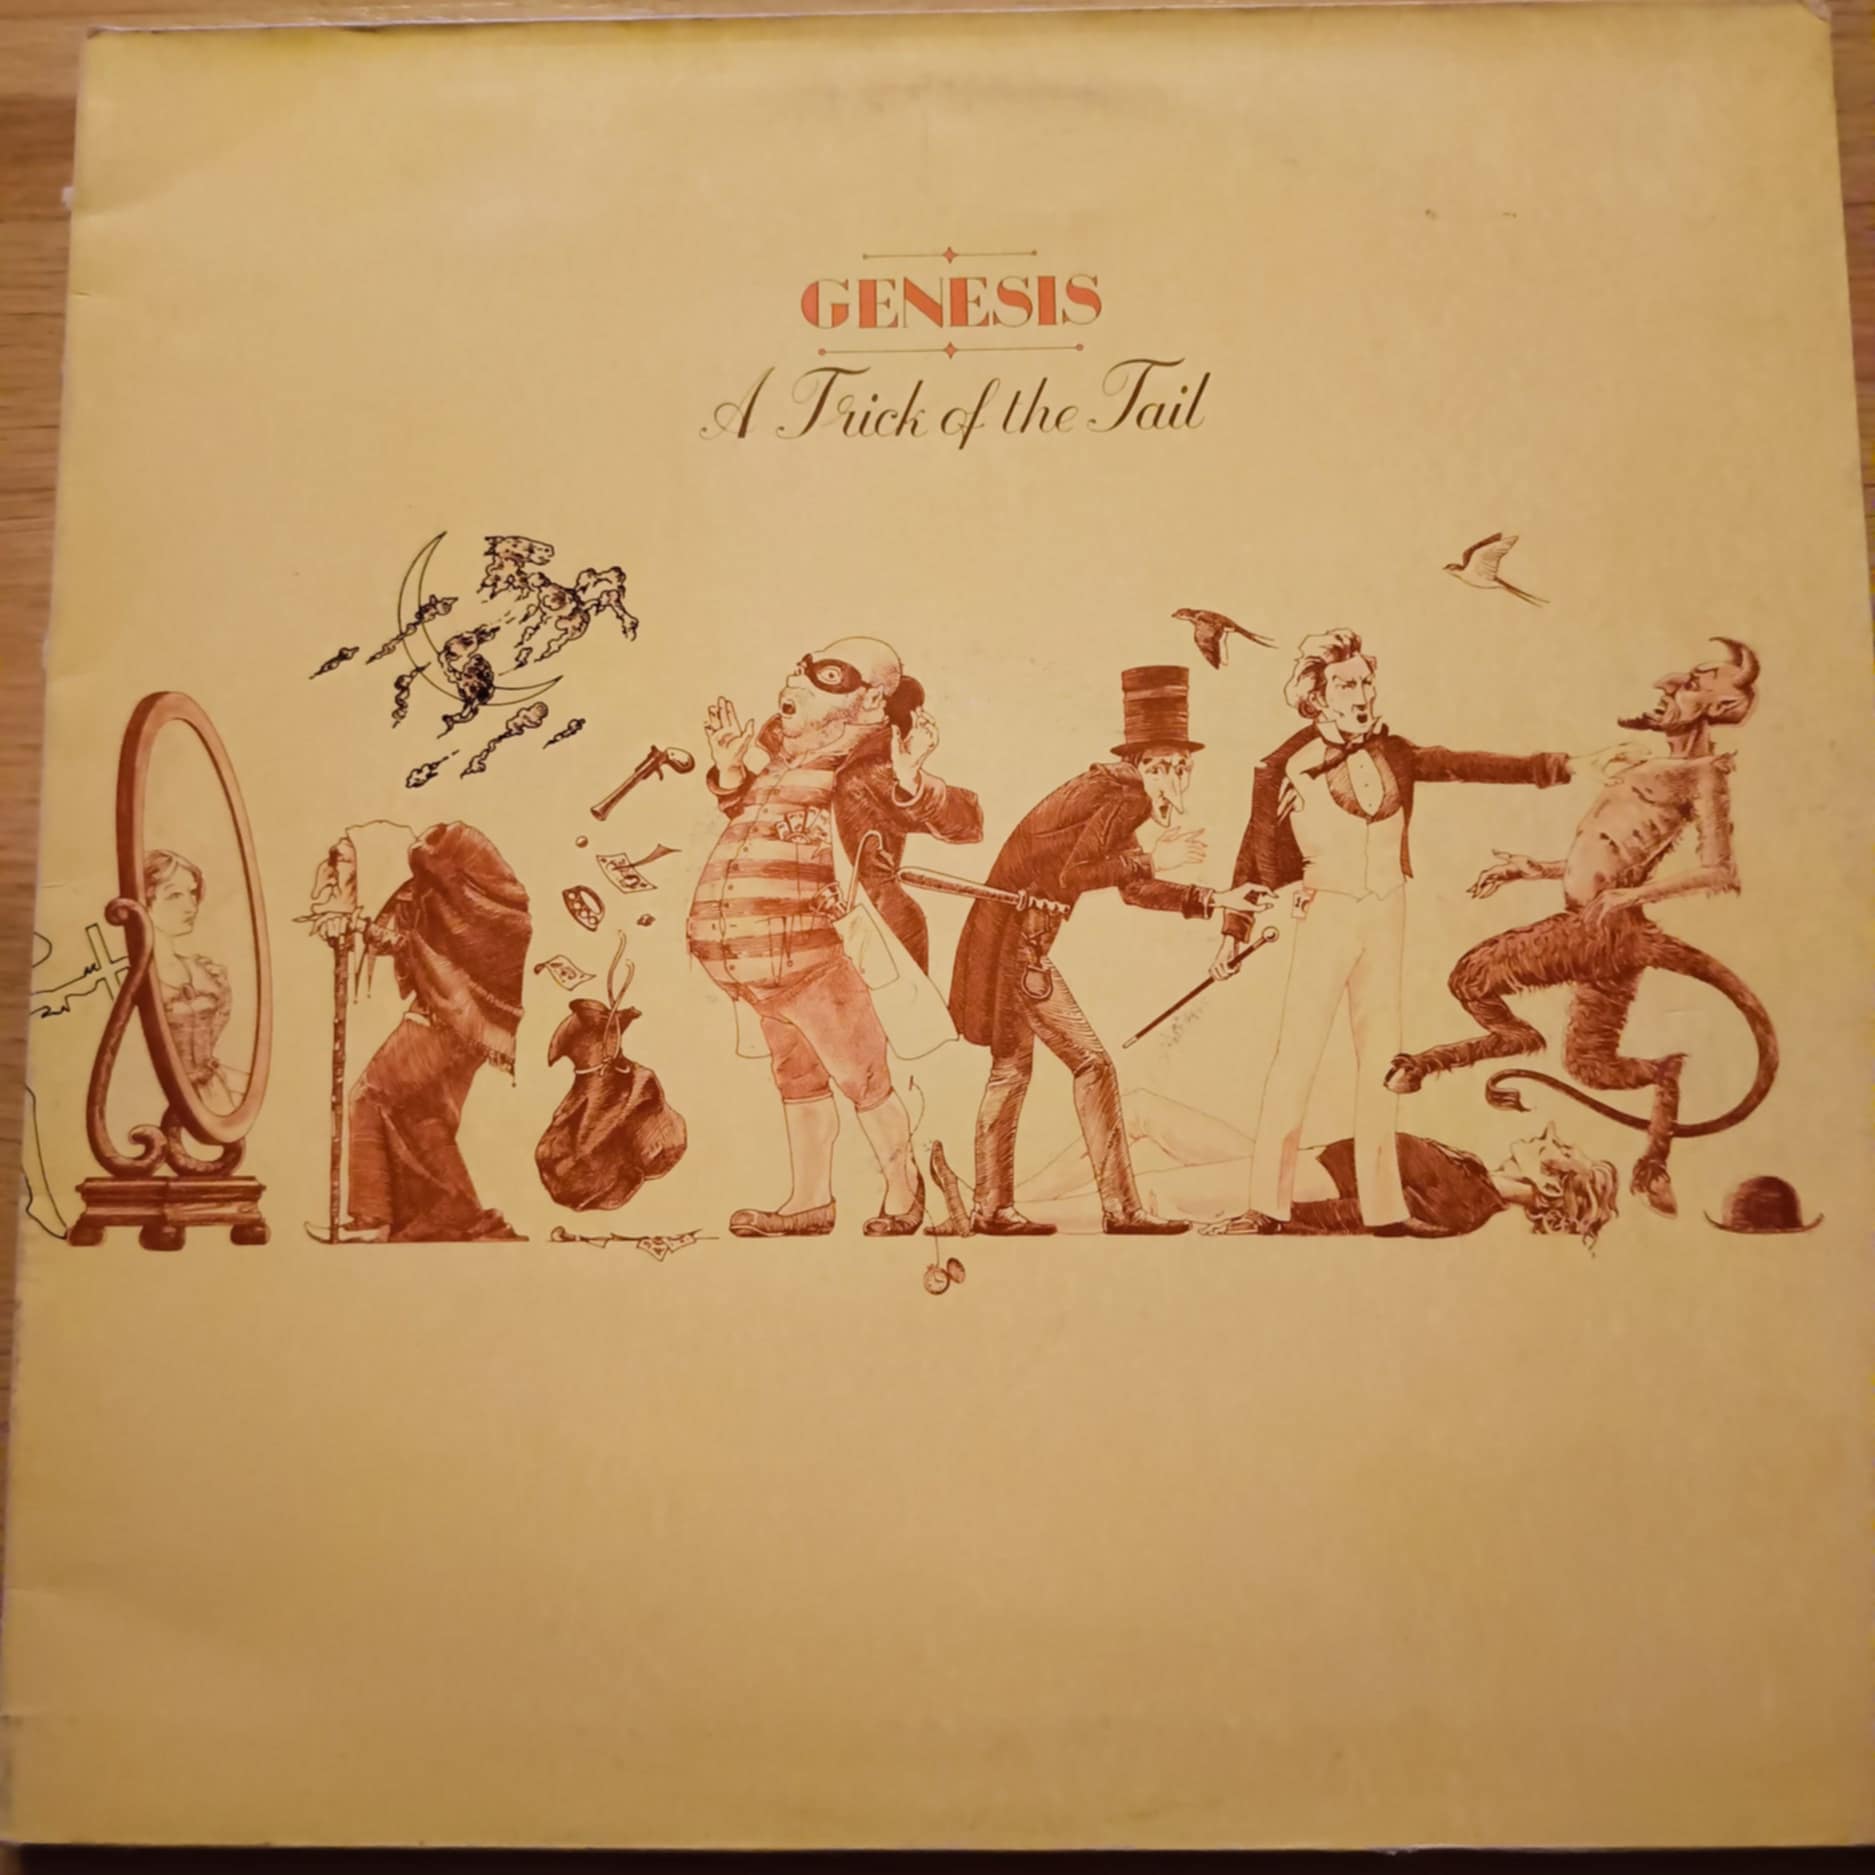 GENESIS
A Trick of the Tail